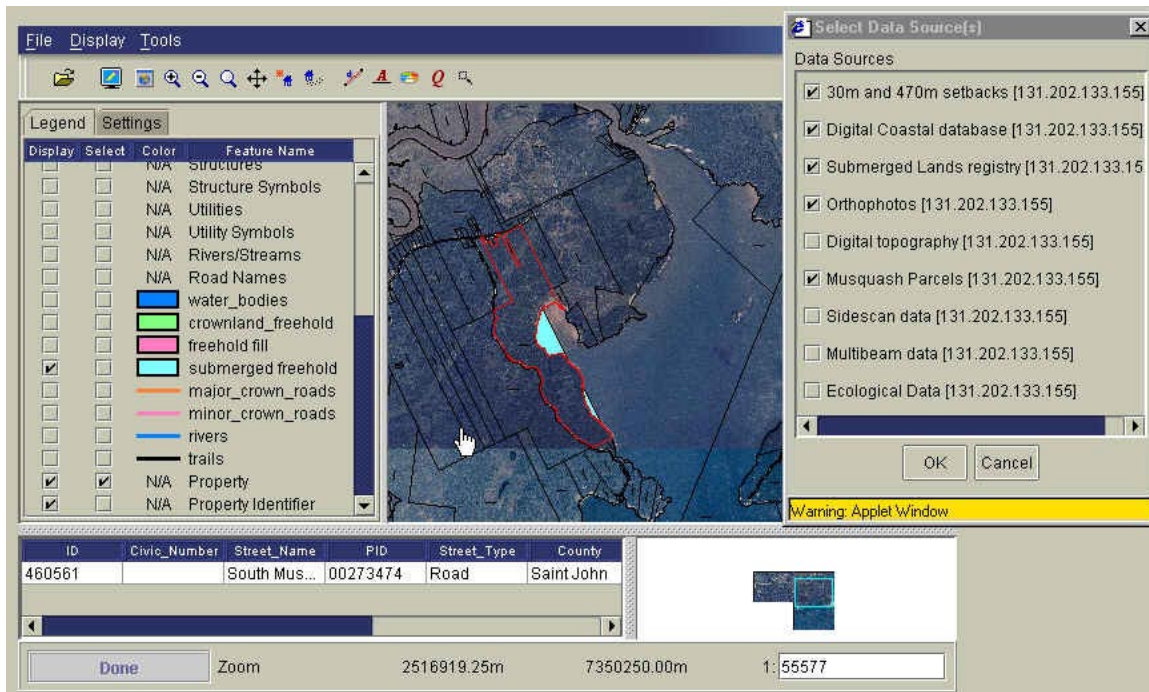 File Display Tools
Legend Settings
Display Select Color Feature Name
N/A Structures
N/A Structure Symbols
N/A Utilities
N/A Utility Symbols
N/A Rivers/Streams
N/A Road Names
water_bodies
crownland_freehold
freehold fill
submerged freehold
major_crown_roads
minor_crown_roads
rivers
trails
N/A Property
N/A Property Identifier
Select Data Source(s)
Data Sources
30m and 470m setbacks [131.202.133.155]
Digital Coastal database [131.202.133.155]
Submerged Lands registry [131.202.133.15
Orthophotos [131.202.133.155]
Digital topography [131.202.133.155]
Musquash Parcels [131.202.133.155]
Sidescan data [131.202.133.155]
Multibeam data [131.202.133.155]
Ecological Data [131.202.133.155]
OK Cancel
Warning: Applet Window
ID Civic_Number Street_Name PID Street_Type County
460561 South Mus... 00273474 Road Saint John
Done Zoom 2516919.25m 7350250.00m 1: 55577